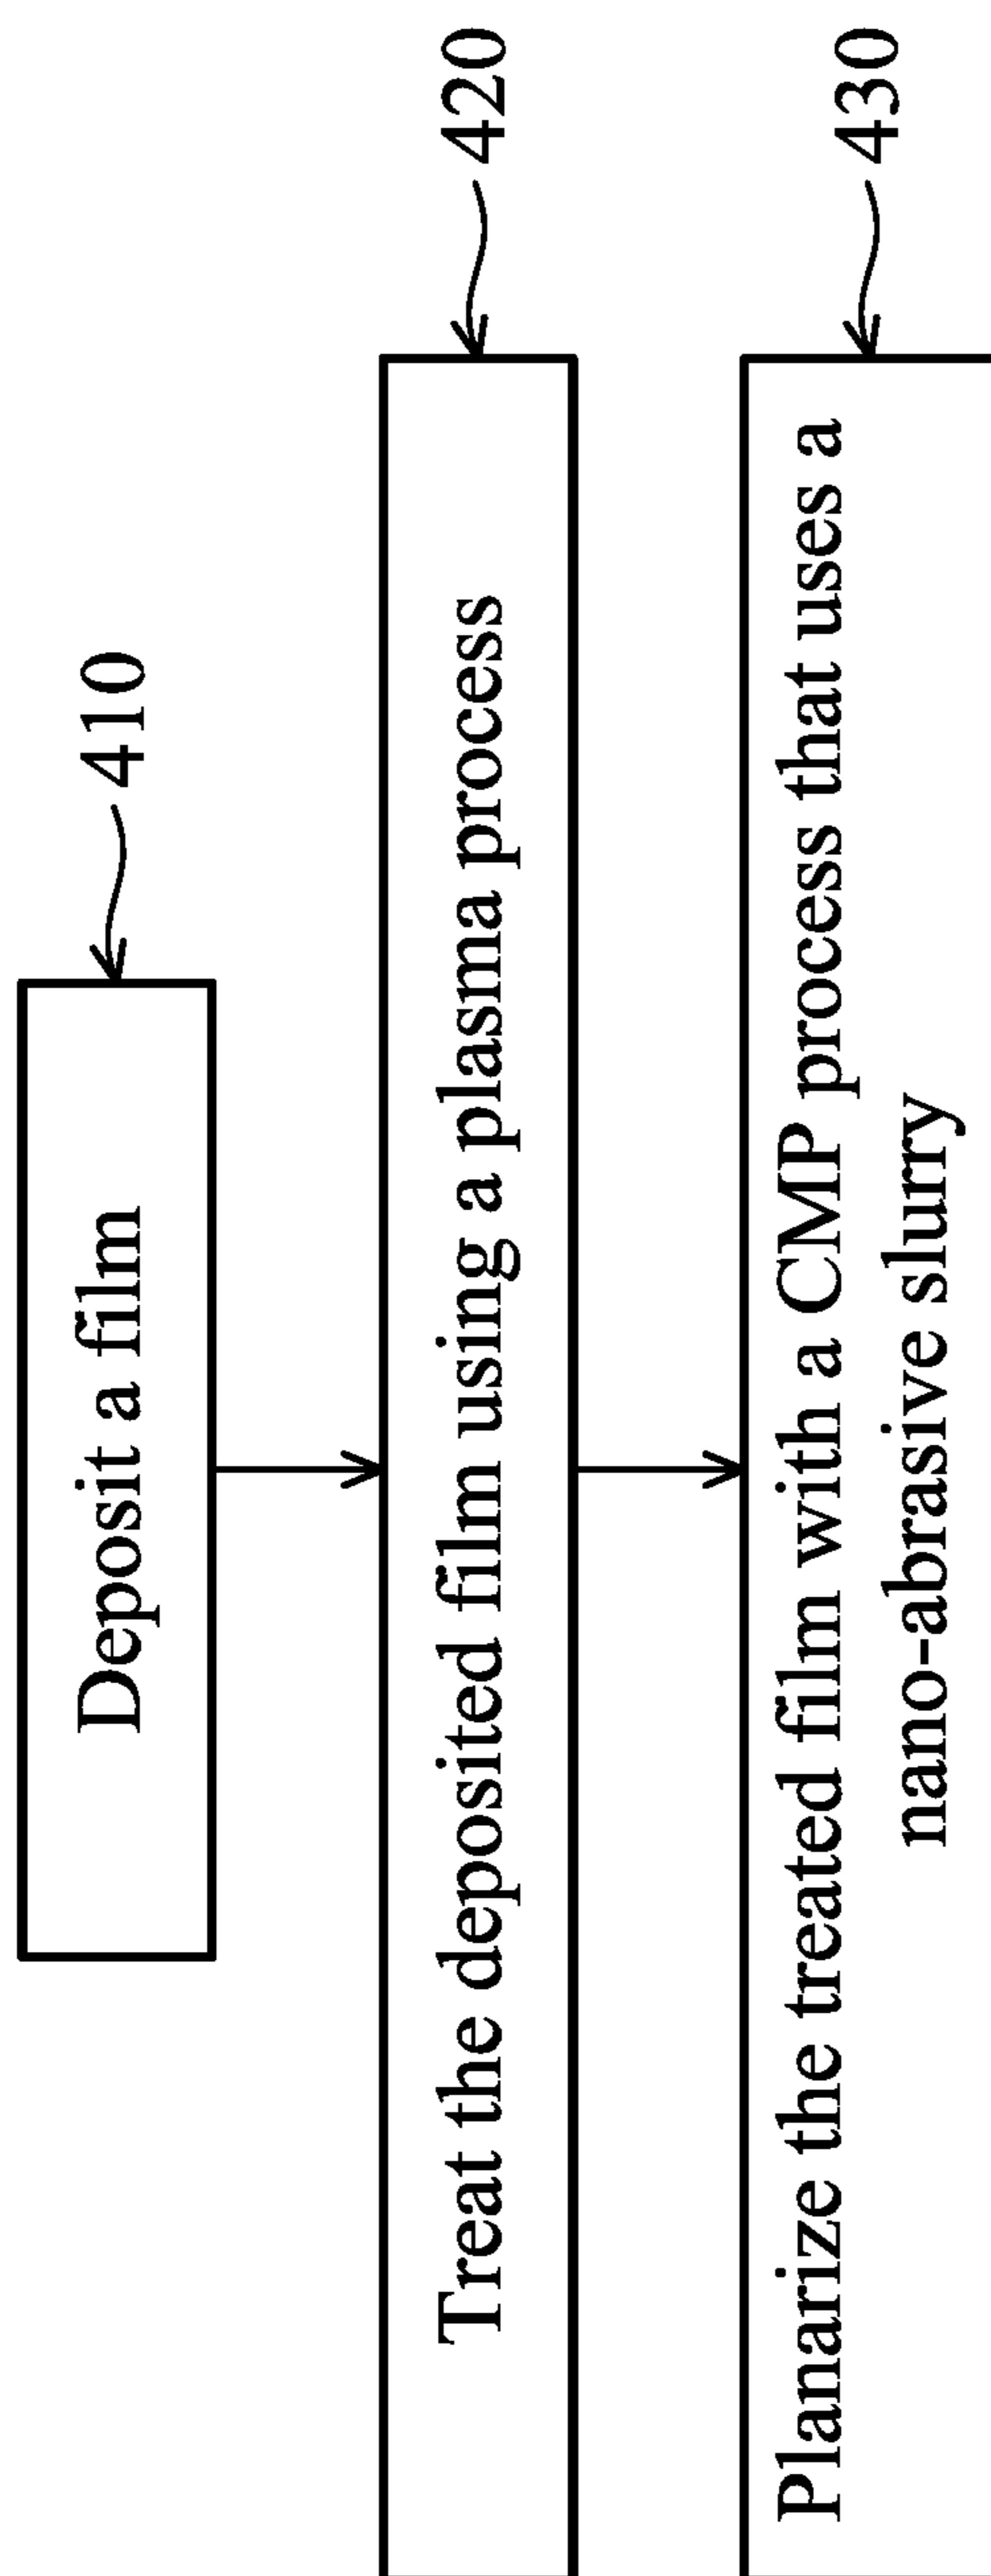 Deposit a film
410
Treat the deposited film using a plasma process
420
Planarize the treated film with a CMP process that uses a
nano-abrasive slurry
430